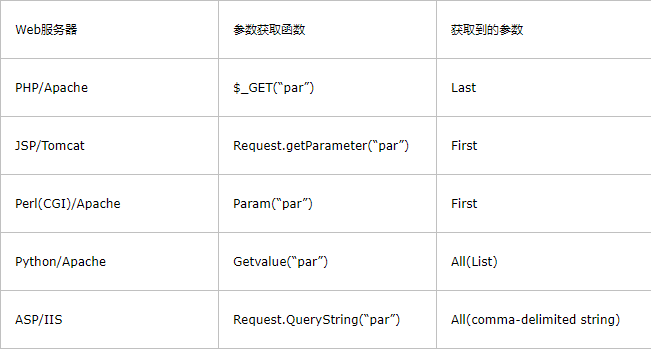 Web服务器 参数获取函数 获取到的参数
PHP/Apache $_GET(“par”) Last
JSP/Tomcat Request.getParameter(“par”) First
Perl(CGI)/Apache Param(“par”) First
Python/Apache Getvalue(“par”) All(List)
ASP/IIS Request.QueryString(“par”) All(comma-delimited string)